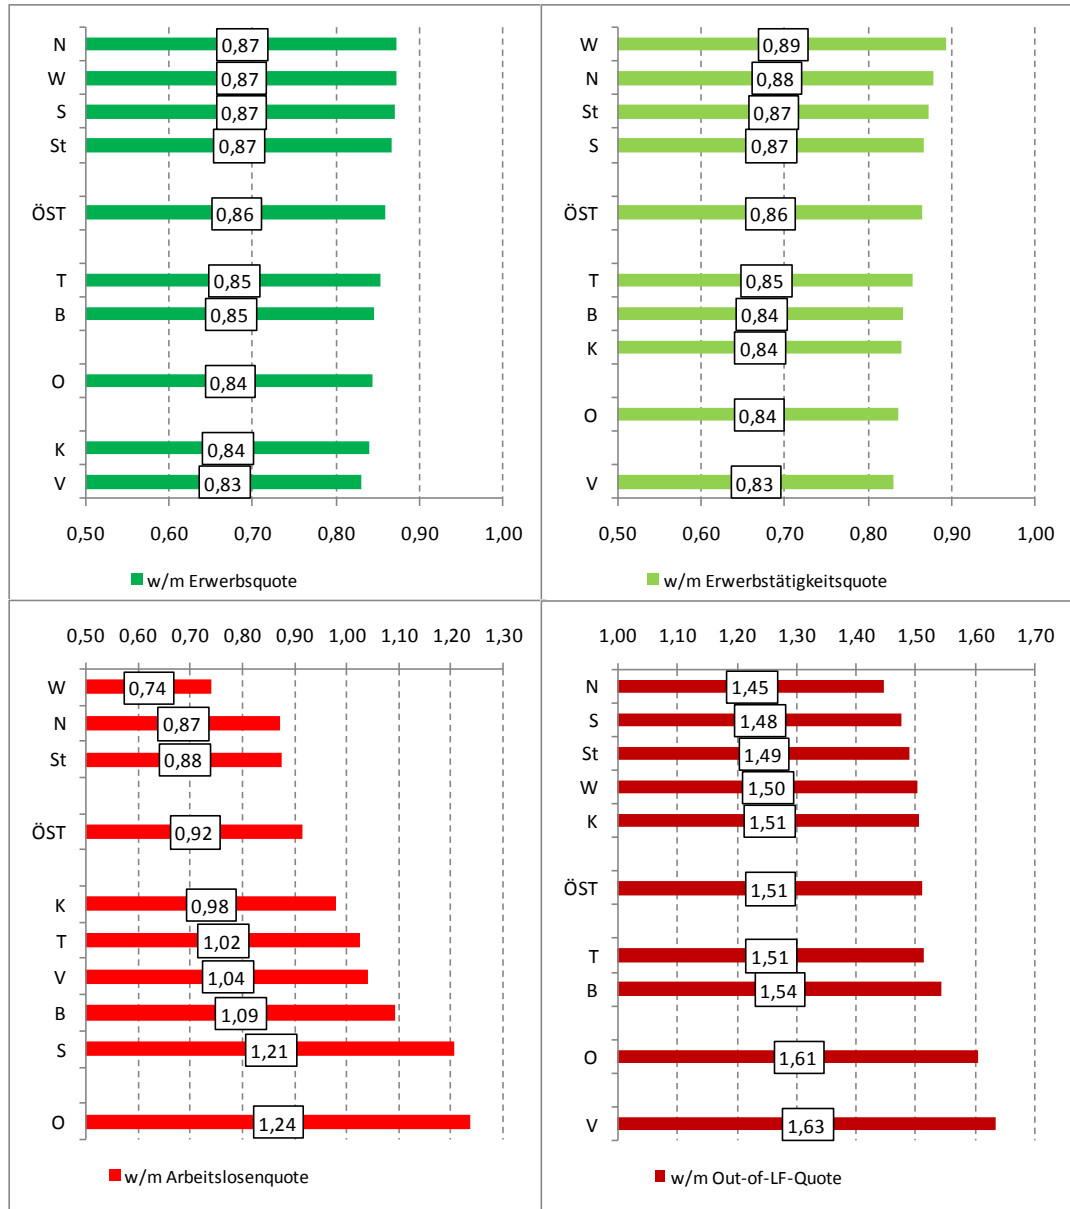 N 0,87
W 0,87
S 0,87
St 0,87
ÖST 0,86
T 0,85
B 0,85
O 0,84
K 0,84
V 0,83
0,50 0,60 0,70 0,80 0,90 1,00
w/m Erwerbsquote
W 0,89
N 0,88
St 0,87
S 0,87
ÖST 0,86
T 0,85
B 0,84
K 0,84
O 0,84
V 0,83
0,50 0,60 0,70 0,80 0,90 1,00
w/m Erwerbstätigkeitsquote
0,50 0,60 0,70 0,80 0,90 1,00 1,10 1,20 1,30
W 0,74
N 0,87
St 0,88
ÖST 0,92
K 0,98
T 1,02
V 1,04
B 1,09
S 1,21
O 1,24
w/m Arbeitslosenquote
1,00 1,10 1,20 1,30 1,40 1,50 1,60 1,70
N 1,45
S 1,48
St 1,49
W 1,50
K 1,51
ÖST 1,51
T 1,51
B 1,54
O 1,61
V 1,63
w/m Out-of-LF-Quote